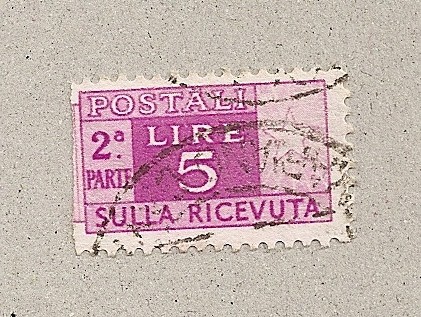 POSTALI
2ª. LIRE
PARTE 5
SULLA RICEVUTA